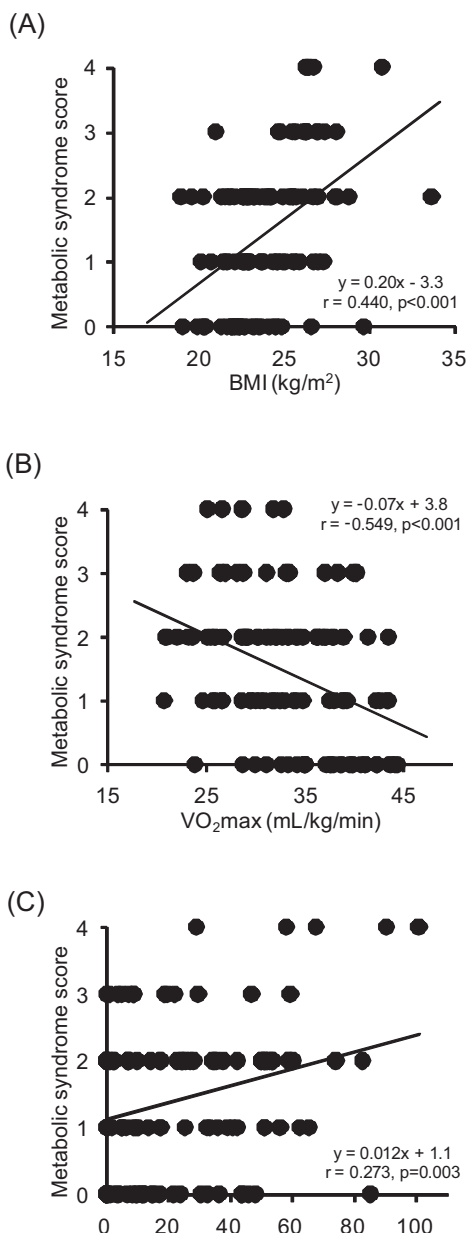 (A)
Metabolic syndrome score
4
3
2
1
0
y = 0.20x - 3.3
r = 0.440, p<0.001
15 20 25 30 35
BMI (kg/m²)
(B)
Metabolic syndrome score
4
3
2
1
0
y = -0.07x + 3.8
r = -0.549, p<0.001
15 25 35 45
VO₂max (mL/kg/min)
(C)
Metabolic syndrome score
4
3
2
1
0
y = 0.012x + 1.1
r = 0.273, p=0.003
0 20 40 60 80 100